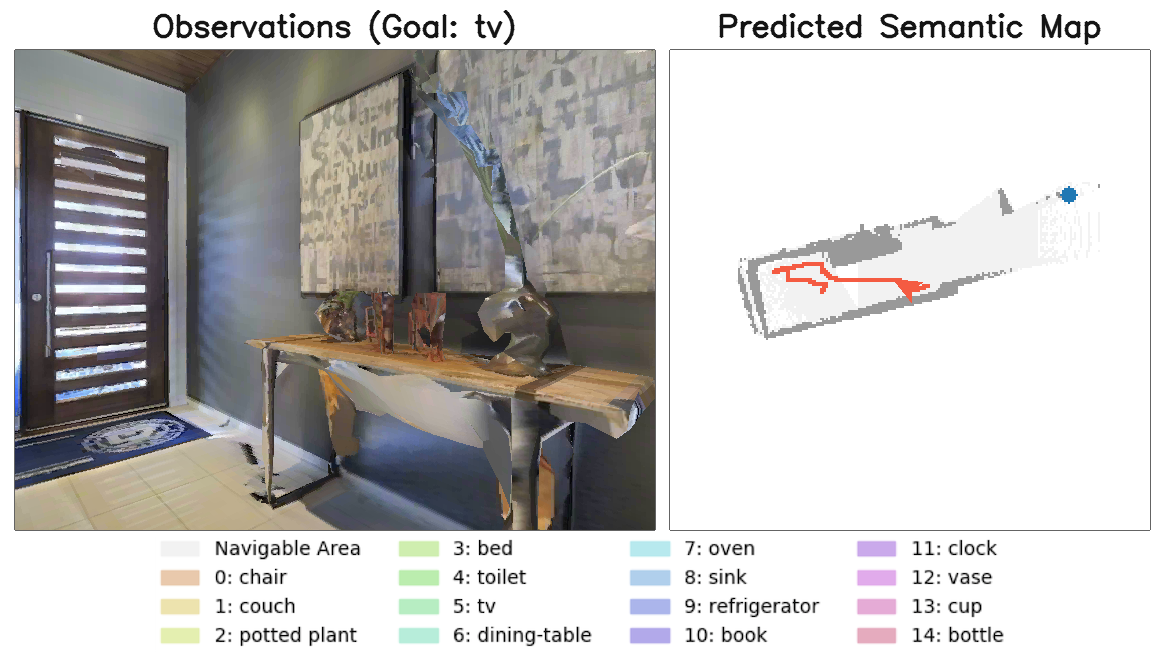 Observations (Goal: tv)
Predicted Semantic Map
Navigable Area
0: chair
1: couch
2: potted plant
3: bed
4: toilet
5: tv
6: dining-table
7: oven
8: sink
9: refrigerator
10: book
11: clock
12: vase
13: cup
14: bottle